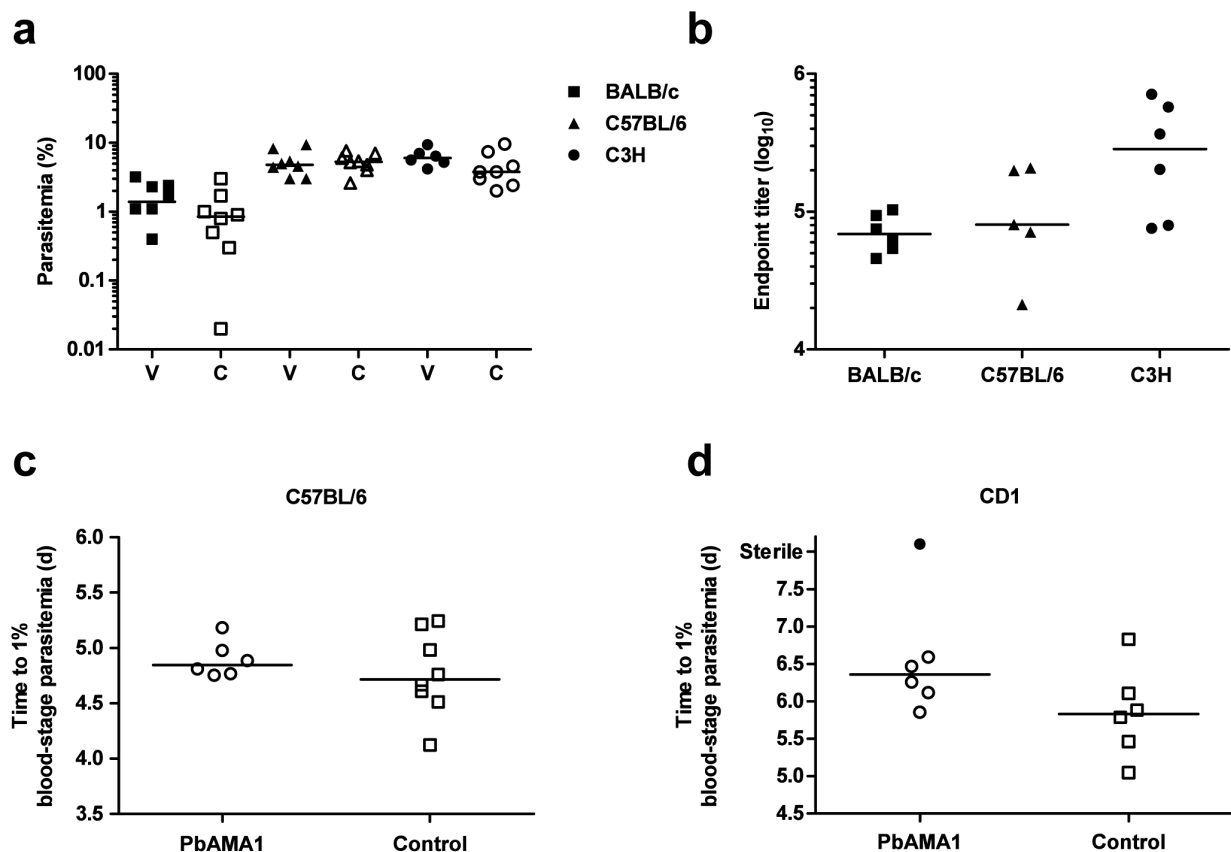 a
Parasitemia (%)
100
10
1
0.1
0.01
V C V C V C
BALB/c
C57BL/6
C3H
b
Endpoint titer (log10)
6
5
4
BALB/c C57BL/6 C3H
c
C57BL/6
Time to 1%
blood-stage parasitemia (d)
6.0
5.5
5.0
4.5
4.0
3.5
PbAMA1 Control
d
CD1
Time to 1%
blood-stage parasitemia (d)
Sterile
7.5
7.0
6.5
6.0
5.5
5.0
4.5
PbAMA1 Control